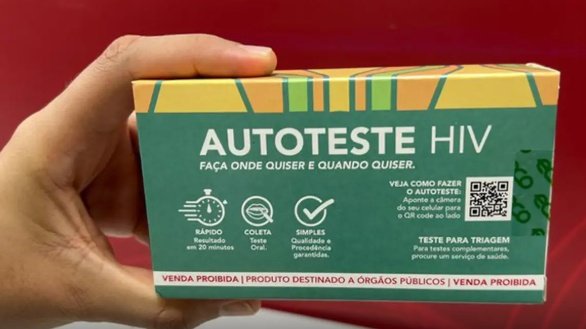 AUTOTESTE HIV
FAÇA ONDE QUISER E QUANDO QUISER.
RÁPIDO
Resultado
em 20 minutos
COLETA
Teste
Oral.
SIMPLES
Qualidade e
Procedência
garantidas.
VEJA COMO FAZER
O AUTOTESTE:
Aponte a câmera
do seu celular para
o QR code ao lado
TESTE PARA TRIAGEM
Para testes complementares,
procure um serviço de saúde.
VENDA PROIBIDA | PRODUTO DESTINADO A ÓRGÃOS PÚBLICOS | VENDA PROIBIDA